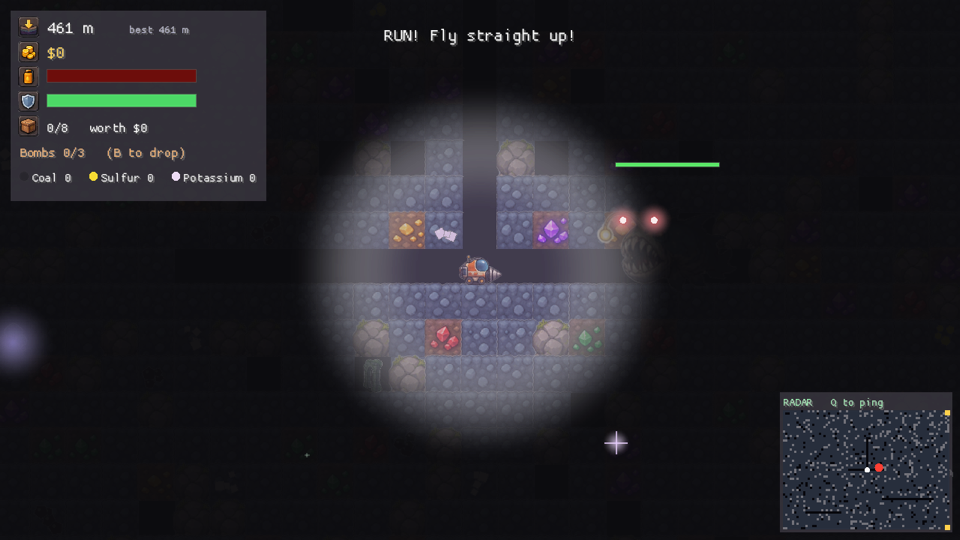 461 m best 461 m
$0
0/8 worth $0
Bombs 0/3 (B to drop)
Coal 0 Sulfur 0 Potassium 0
RUN! Fly straight up!
RADAR Q to ping